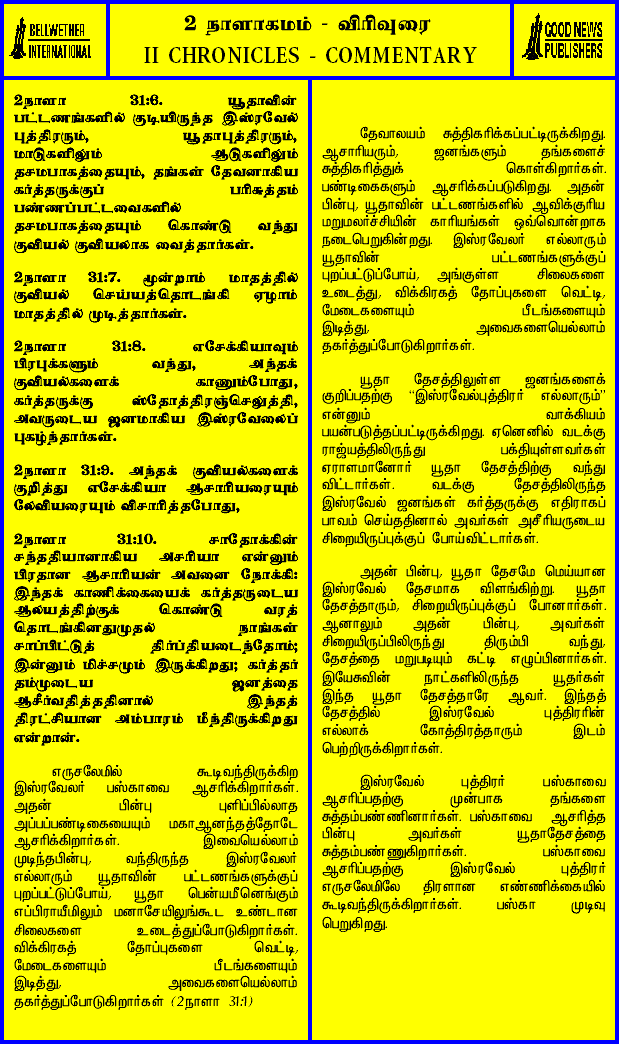 BELLWETHER
INTERNATIONAL
2 நாளாகமம் - விரிவுரை
II CHRONICLES - COMMENTARY
GOOD NEWS
PUBLISHERS
2நாளா 31:6. யூதாவின்
பட்டணங்களில் குடியிருந்த இஸ்ரவேல்
புத்திரரும், யூதாபுத்திரரும்,
மாடுகளிலும் ஆடுகளிலும்
தசமபாகத்தையும், தங்கள் தேவனாகிய
கர்த்தருக்குப் பரிசுத்தம்
பண்ணப்பட்டவைகளில்
தசமபாகத்தையும் கொண்டு வந்து
குவியல் குவியலாக வைத்தார்கள்.
2நாளா 31:7. மூன்றாம் மாதத்தில்
குவியல் செய்யத்தொடங்கி ஏழாம்
மாதத்தில் முடித்தார்கள்.
2நாளா 31:8. எசேக்கியாவும்
பிரபுக்களும் வந்து, அந்தக்
குவியல்களைக் காணும்போது,
கர்த்தருக்கு ஸ்தோத்திரஞ்செலுத்தி,
அவருடைய ஜனமாகிய இஸ்ரவேலைப்
புகழ்ந்தார்கள்.
2நாளா 31:9. அந்தக் குவியல்களைக்
குறித்து எசேக்கியா ஆசாரியரையும்
லேவியரையும் விசாரித்தபோது,
2நாளா 31:10. சாதோக்கின்
சந்ததியானாகிய அசரியா என்னும்
பிரதான ஆசாரியன் அவனை நோக்கி:
இந்தக் காணிக்கையைக் கர்த்தருடைய
ஆலயத்திற்குக் கொண்டு வரத்
தொடங்கினதுமுதல் நாங்கள்
சாப்பிட்டுத் திர்ப்தியடைந்தோம்;
இன்னும் மிச்சமும் இருக்கிறது; கர்த்தர்
தம்முடைய ஜனத்தை
ஆசீர்வதித்ததினால் இந்தத்
திரட்சியான அம்பாரம் மீந்திருக்கிறது
என்றான்.
எருசலேமில் கூடிவந்திருக்கிற
இஸ்ரவேலர் பஸ்காவை ஆசரிக்கிறார்கள்.
அதன் பின்பு புளிப்பில்லாத
அப்பப்பண்டிகையையும் மகாஆனந்தத்தோடே
ஆசரிக்கிறார்கள். இவையெல்லாம்
முடிந்தபின்பு, வந்திருந்த இஸ்ரவேலர்
எல்லாரும் யூதாவின் பட்டணங்களுக்குப்
புறப்பட்டுப்போய், யூதா பென்யமீனெங்கும்
எப்பிராயீமிலும் மனாசேயிலுங்கூட உண்டான
சிலைகளை உடைத்துப்போடுகிறார்கள்.
விக்கிரகத் தோப்புகளை வெட்டி,
மேடைகளையும் பீடங்களையும்
இடித்து, அவைகளையெல்லாம்
தகர்த்துப்போடுகிறார்கள் (2நாளா 31:1)
தேவாலயம் சுத்திகரிக்கப்பட்டிருக்கிறது.
ஆசாரியரும், ஜனங்களும் தங்களைச்
சுத்திகரித்துக் கொள்கிறார்கள்.
பண்டிகைகளும் ஆசரிக்கப்படுகிறது. அதன்
பின்பு, யூதாவின் பட்டணங்களில் ஆவிக்குரிய
மறுமலர்ச்சியின் காரியங்கள் ஒவ்வொன்றாக
நடைபெறுகின்றது. இஸ்ரவேலர் எல்லாரும்
யூதாவின் பட்டணங்களுக்குப்
புறப்பட்டுப்போய், அங்குள்ள சிலைகளை
உடைத்து, விக்கிரகத் தோப்புகளை வெட்டி,
மேடைகளையும் பீடங்களையும்
இடித்து, அவைகளையெல்லாம்
தகர்த்துப்போடுகிறார்கள்.
யூதா தேசத்திலுள்ள ஜனங்களைக்
குறிப்பதற்கு “இஸ்ரவேல்புத்திரர் எல்லாரும்”
என்னும் வாக்கியம்
பயன்படுத்தப்பட்டிருக்கிறது. ஏனெனில் வடக்கு
ராஜ்யத்திலிருந்து பக்தியுள்ளவர்கள்
ஏராளமானோர் யூதா தேசத்திற்கு வந்து
விட்டார்கள். வடக்கு தேசத்திலிருந்த
இஸ்ரவேல் ஜனங்கள் கர்த்தருக்கு எதிராகப்
பாவம் செய்ததினால் அவர்கள் அசீரியருடைய
சிறையிருப்புக்குப் போய்விட்டார்கள்.
அதன் பின்பு, யூதா தேசமே மெய்யான
இஸ்ரவேல் தேசமாக விளங்கிற்று. யூதா
தேசத்தாரும், சிறையிருப்புக்குப் போனார்கள்.
ஆனாலும் அதன் பின்பு, அவர்கள்
சிறையிருப்பிலிருந்து திரும்பி வந்து,
தேசத்தை மறுபடியும் கட்டி எழுப்பினார்கள்.
இயேசுவின் நாட்களிலிருந்த யூதர்கள்
இந்த யூதா தேசத்தாரே ஆவர். இந்தத்
தேசத்தில் இஸ்ரவேல் புத்திரரின்
எல்லாக் கோத்திரத்தாரும் இடம்
பெற்றிருக்கிறார்கள்.
இஸ்ரவேல் புத்திரர் பஸ்காவை
ஆசரிப்பதற்கு முன்பாக தங்களை
சுத்தம்பண்ணினார்கள். பஸ்காவை ஆசரித்த
பின்பு அவர்கள் யூதாதேசத்தை
சுத்தம்பண்ணுகிறார்கள். பஸ்காவை
ஆசரிப்பதற்கு இஸ்ரவேல் புத்திரர்
எருசலேமிலே திரளான எண்ணிக்கையில்
கூடிவந்திருக்கிறார்கள். பஸ்கா முடிவு
பெறுகிறது.